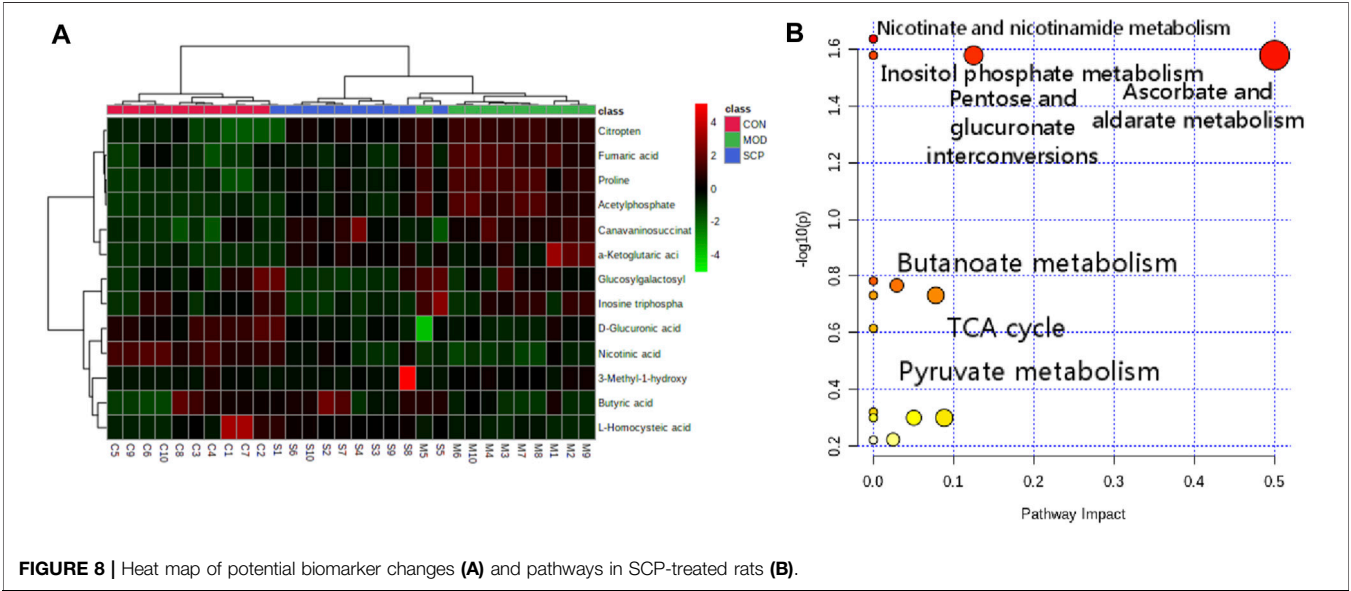 A
class
class
CON
MOD
SCP
4
2
0
-2
-4
Citropten
Fumaric acid
Proline
Acetylphosphate
Canavaninosuccinat
a-Ketoglutaric aci
Glucosylgalactosyl
Inosine triphospha
D-Glucuronic acid
Nicotinic acid
3-Methyl-1-hydroxy
Butyric acid
L-Homocysteic acid
C5 C9 C6 C10 C8 C3 C4 C1 C7 C2 S1 S6 S10 S2 S7 S4 S3 S9 S8 M5 S5 M6 M10 M4 M3 M7 M8 M1 M2 M9
B
Nicotinate and nicotinamide metabolism
Inositol phosphate metabolism
Pentose and
glucuronate
interconversions
Ascorbate and
aldarate metabolism
Butanoate metabolism
TCA cycle
Pyruvate metabolism
-log10(p)
1.6
1.4
1.2
1.0
0.8
0.6
0.4
0.2
0.0 0.1 0.2 0.3 0.4 0.5
Pathway Impact
FIGURE 8 | Heat map of potential biomarker changes (A) and pathways in SCP-treated rats (B).